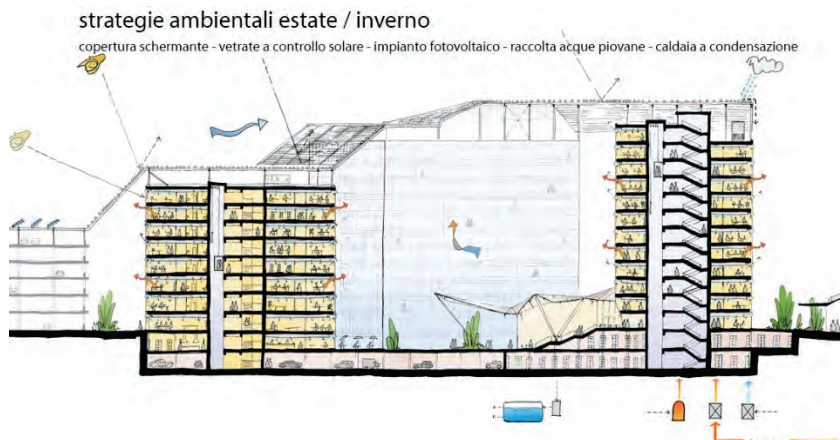 strategie ambientali estate / inverno
copertura schermante - vetrate a controllo solare - impianto fotovoltaico - raccolta acque piovane - caldaia a condensazione